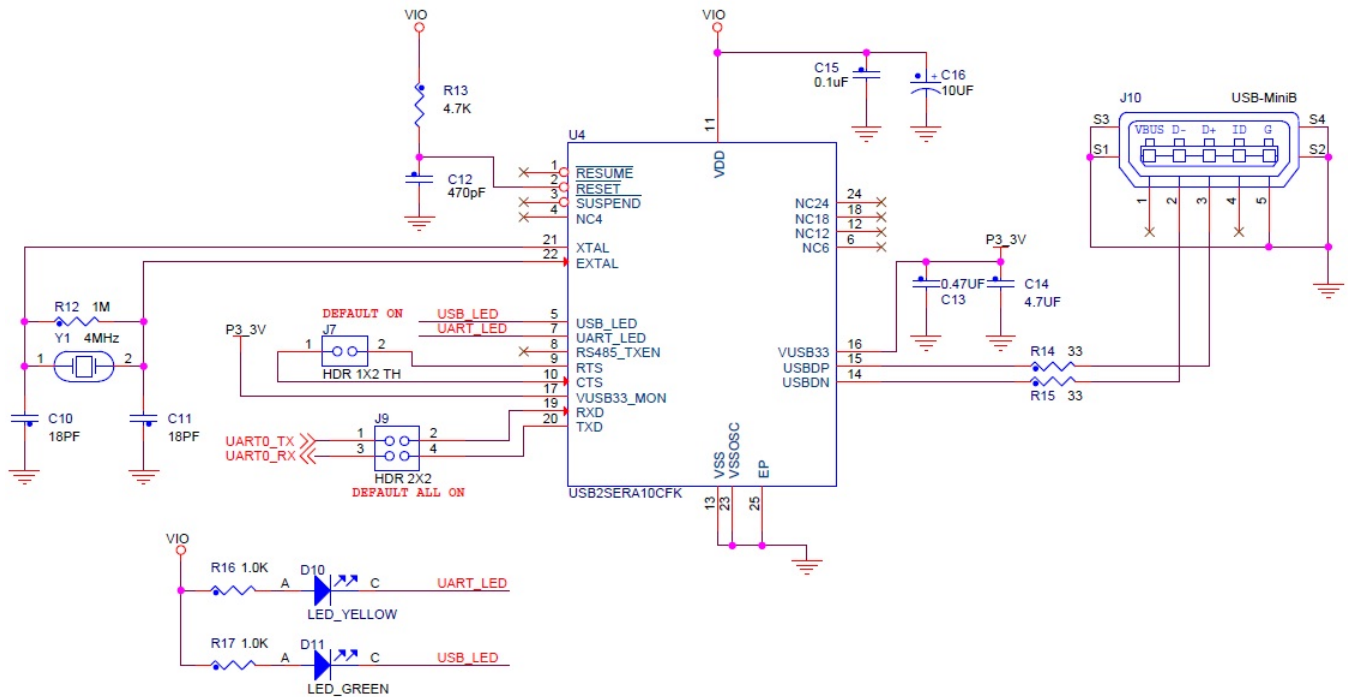 VIO
VIO
R13
4.7K
C15
0.1uF
+
C16
10UF
J10
USB-MiniB
S3
S4
VBUS D- D+ ID G
S1
S2
1 2 3 4 5
U4
11
VDD
C12
470pF
1 RESUME
2 RESET
3 SUSPEND
4 NC4
NC24 24
NC18 18
NC12 12
NC6 6
21 XTAL
22 EXTAL
P3_3V
0.47UF
C13
C14
4.7UF
R12 1M
Y1 4MHz
1 2
C10
18PF
C11
18PF
DEFAULT ON
USB_LED 5 USB_LED
UART_LED 7 UART_LED
P3_3V
J7
1 2
HDR 1X2 TH
8 RS485_TXEN
9 RTS
10 CTS
17 VUSB33_MON
19 RXD
20 TXD
VUSB33 16
USBDP 15
USBDN 14
R14 33
R15 33
J9
UART0_TX 1 2
UART0_RX 3 4
HDR 2X2
DEFAULT ALL ON
VSS
VSSOSC
EP
USB2SERA10CFK
13
23
25
VIO
R16 1.0K A D10 C UART_LED
LED_YELLOW
R17 1.0K A D11 C USB_LED
LED_GREEN